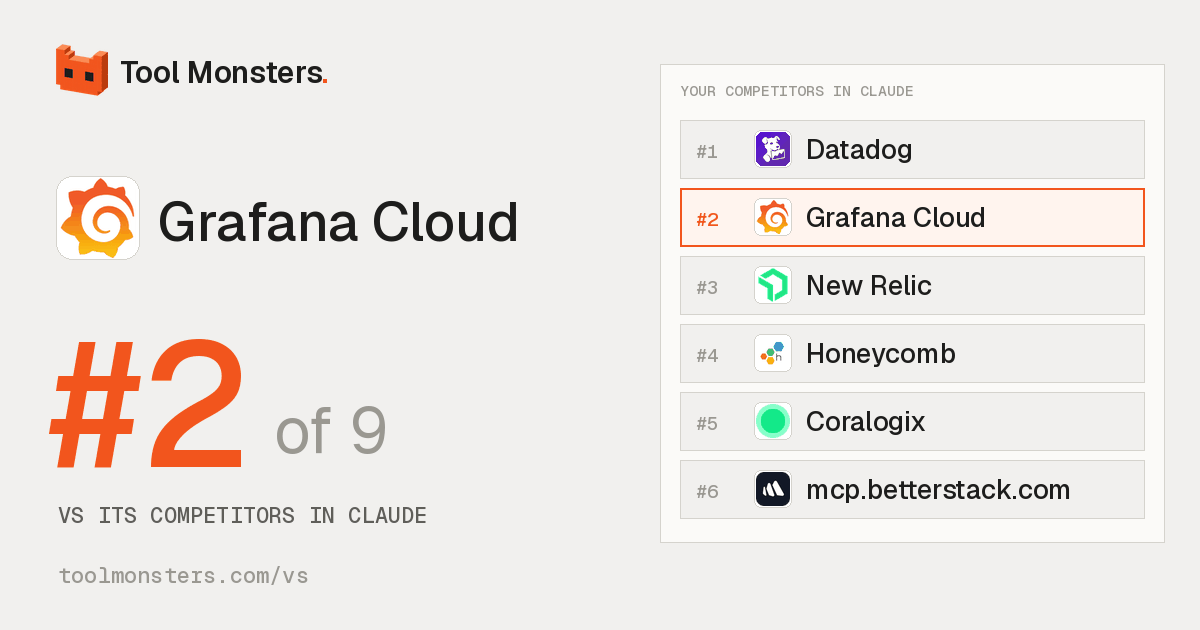 Tool Monsters.
Grafana Cloud
#2 of 9
VS ITS COMPETITORS IN CLAUDE
toolmonsters.com/vs
YOUR COMPETITORS IN CLAUDE
#1 Datadog
#2 Grafana Cloud
#3 New Relic
#4 Honeycomb
#5 Coralogix
#6 mcp.betterstack.com